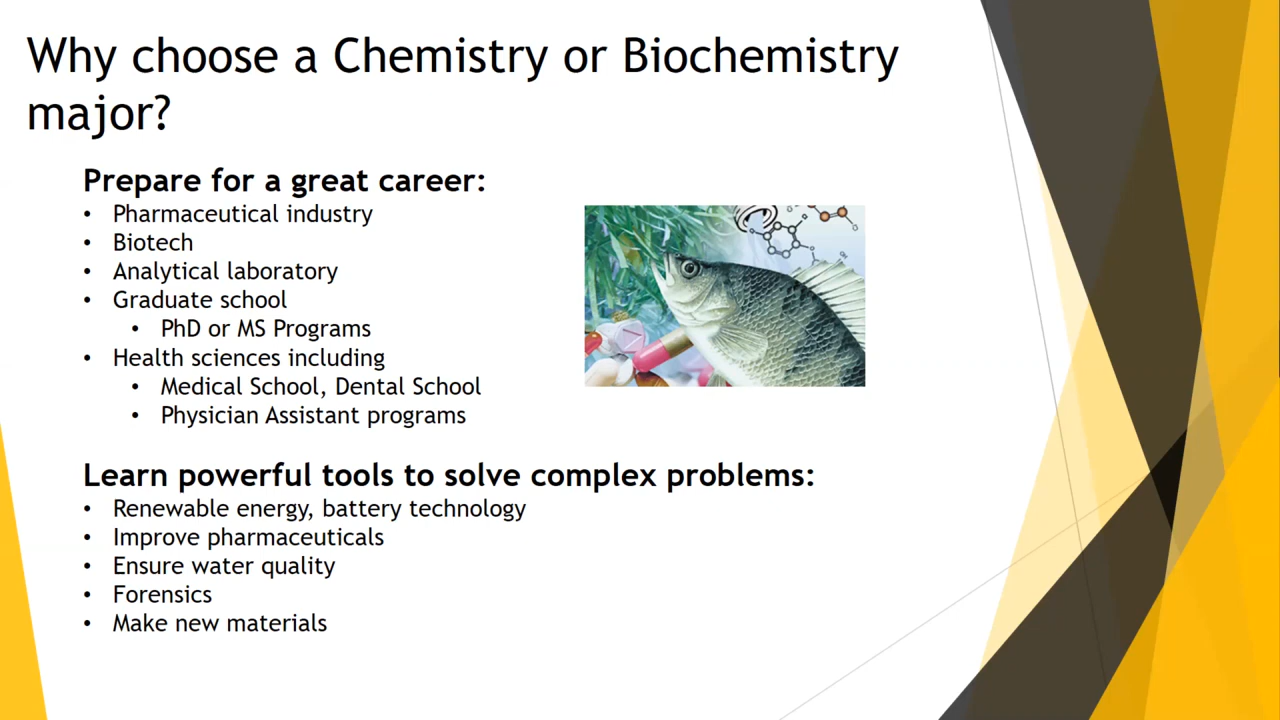 Why choose a Chemistry or Biochemistry
major?
Prepare for a great career:
• Pharmaceutical industry
• Biotech
• Analytical laboratory
• Graduate school
• PhD or MS Programs
• Health sciences including
• Medical School, Dental School
• Physician Assistant programs
Learn powerful tools to solve complex problems:
• Renewable energy, battery technology
• Improve pharmaceuticals
• Ensure water quality
• Forensics
• Make new materials